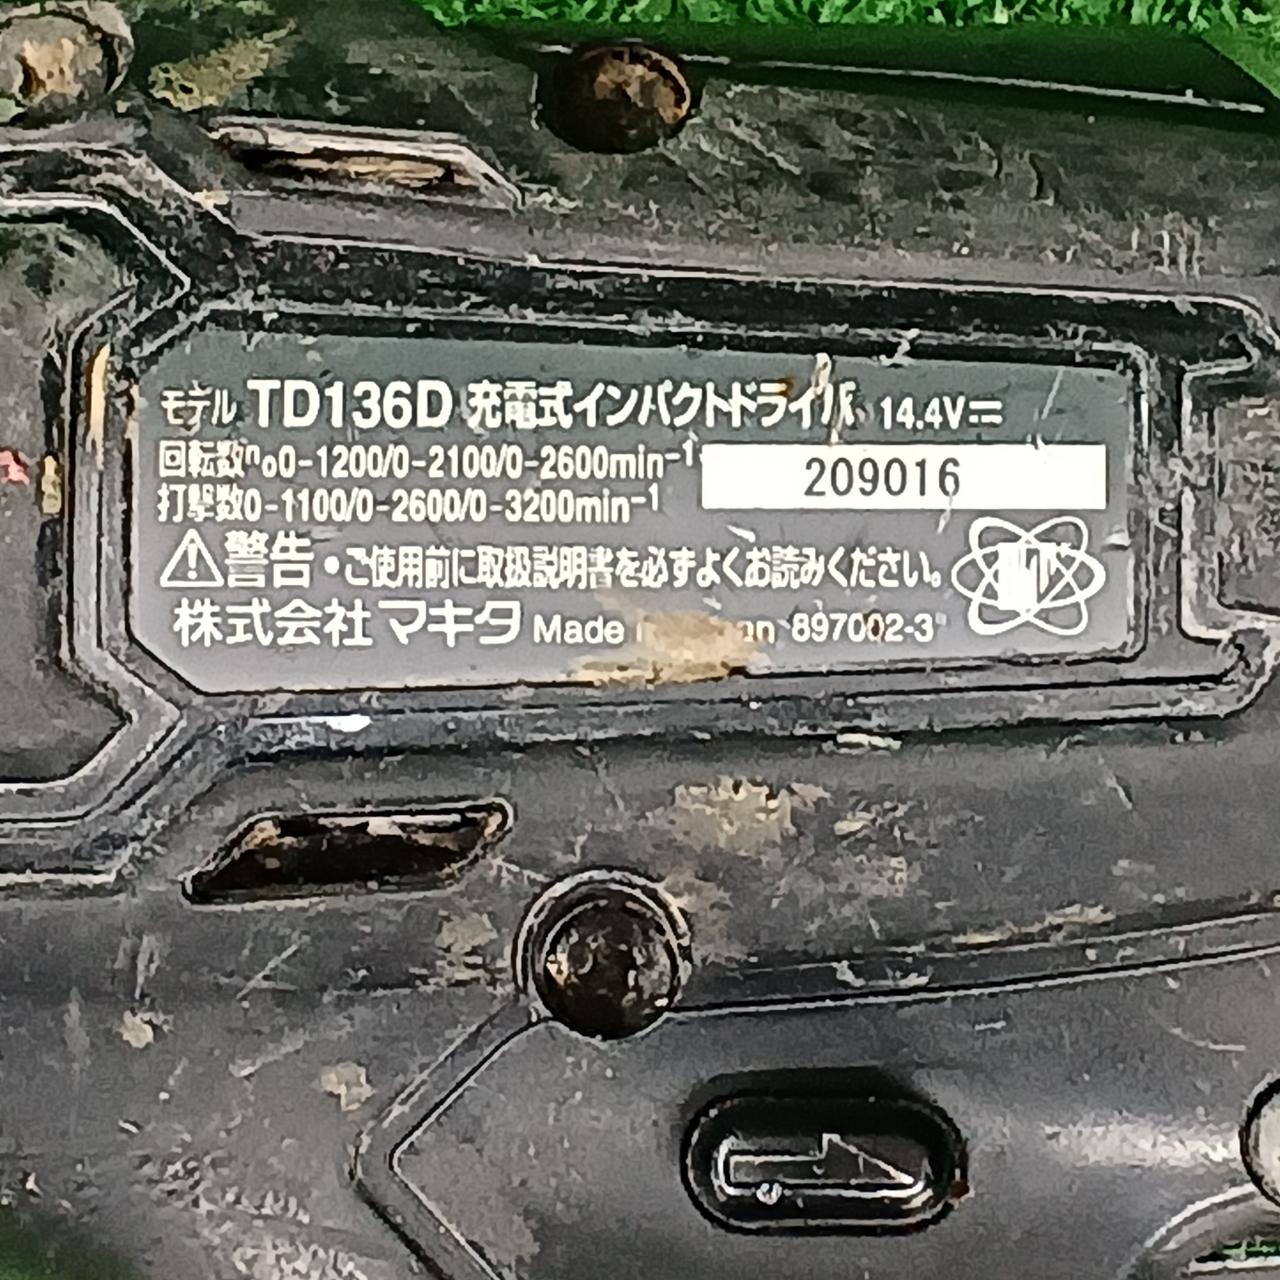 モデル TD136D 充電式インパクトドライバ 14.4V⎓
回転数n₀0-1200/0-2100/0-2600min⁻¹
209016
打撃数0-1100/0-2600/0-3200min⁻¹
⚠警告・ご使用前に取扱説明書を必ずよくお読みください。
株式会社マキタ Made 897002-3